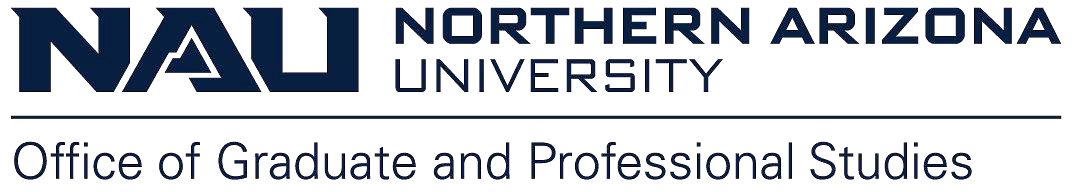 NAU NORTHERN ARIZONA
UNIVERSITY
Office of Graduate and Professional Studies